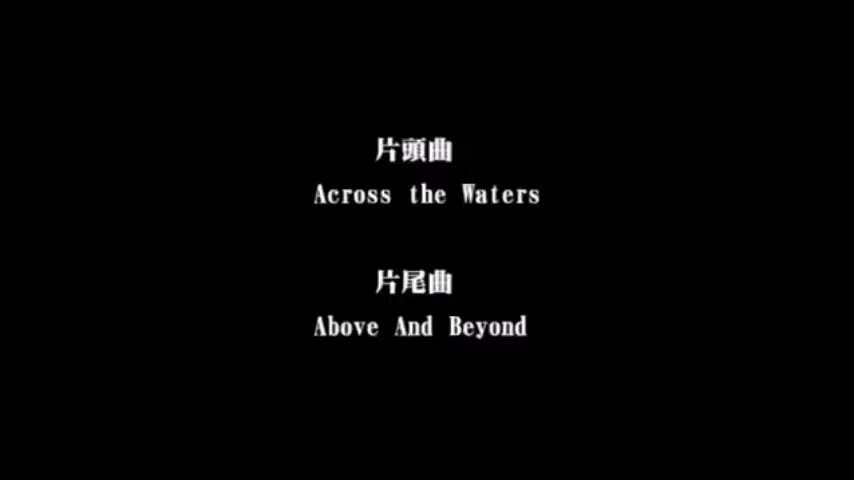 片頭曲
Across the Waters
片尾曲
Above And Beyond